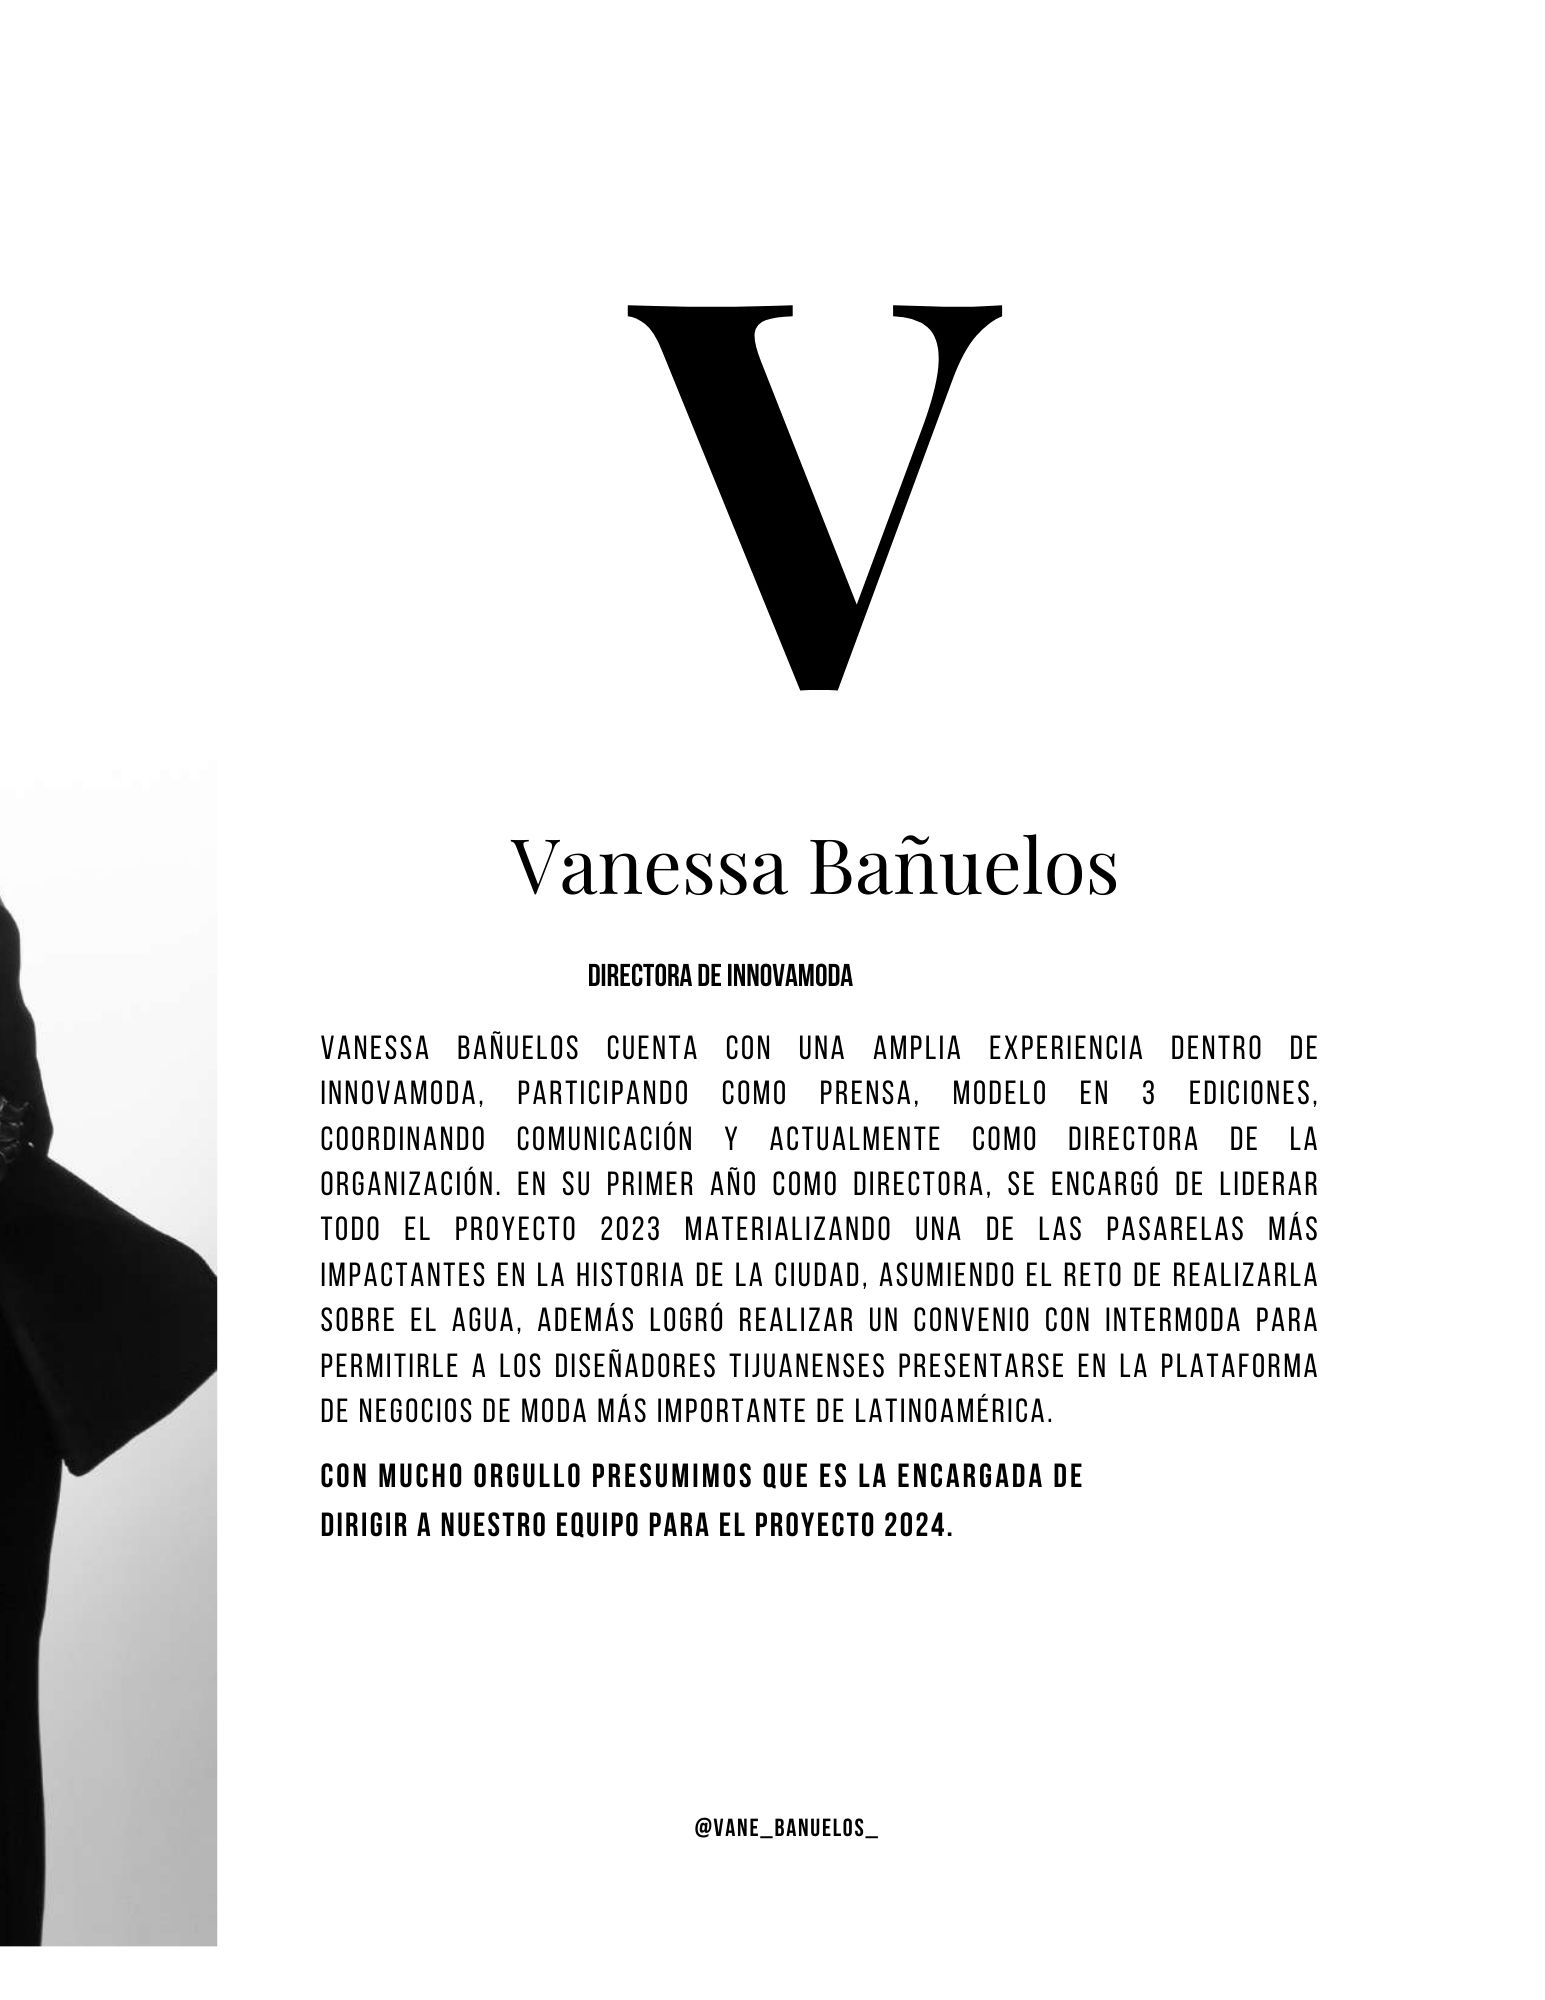 V
Vanessa Bañuelos
DIRECTORA DE INNOVAMODA
VANESSA BAÑUELOS CUENTA CON UNA AMPLIA EXPERIENCIA DENTRO DE
INNOVAMODA, PARTICIPANDO COMO PRENSA, MODELO EN 3 EDICIONES,
COORDINANDO COMUNICACIÓN Y ACTUALMENTE COMO DIRECTORA DE LA
ORGANIZACIÓN. EN SU PRIMER AÑO COMO DIRECTORA, SE ENCARGÓ DE LIDERAR
TODO EL PROYECTO 2023 MATERIALIZANDO UNA DE LAS PASARELAS MÁS
IMPACTANTES EN LA HISTORIA DE LA CIUDAD, ASUMIENDO EL RETO DE REALIZARLA
SOBRE EL AGUA, ADEMÁS LOGRÓ REALIZAR UN CONVENIO CON INTERMODA PARA
PERMITIRLE A LOS DISEÑADORES TIJUANENSES PRESENTARSE EN LA PLATAFORMA
DE NEGOCIOS DE MODA MÁS IMPORTANTE DE LATINOAMÉRICA.
CON MUCHO ORGULLO PRESUMIMOS QUE ES LA ENCARGADA DE
DIRIGIR A NUESTRO EQUIPO PARA EL PROYECTO 2024.
@VANE_BANUELOS_